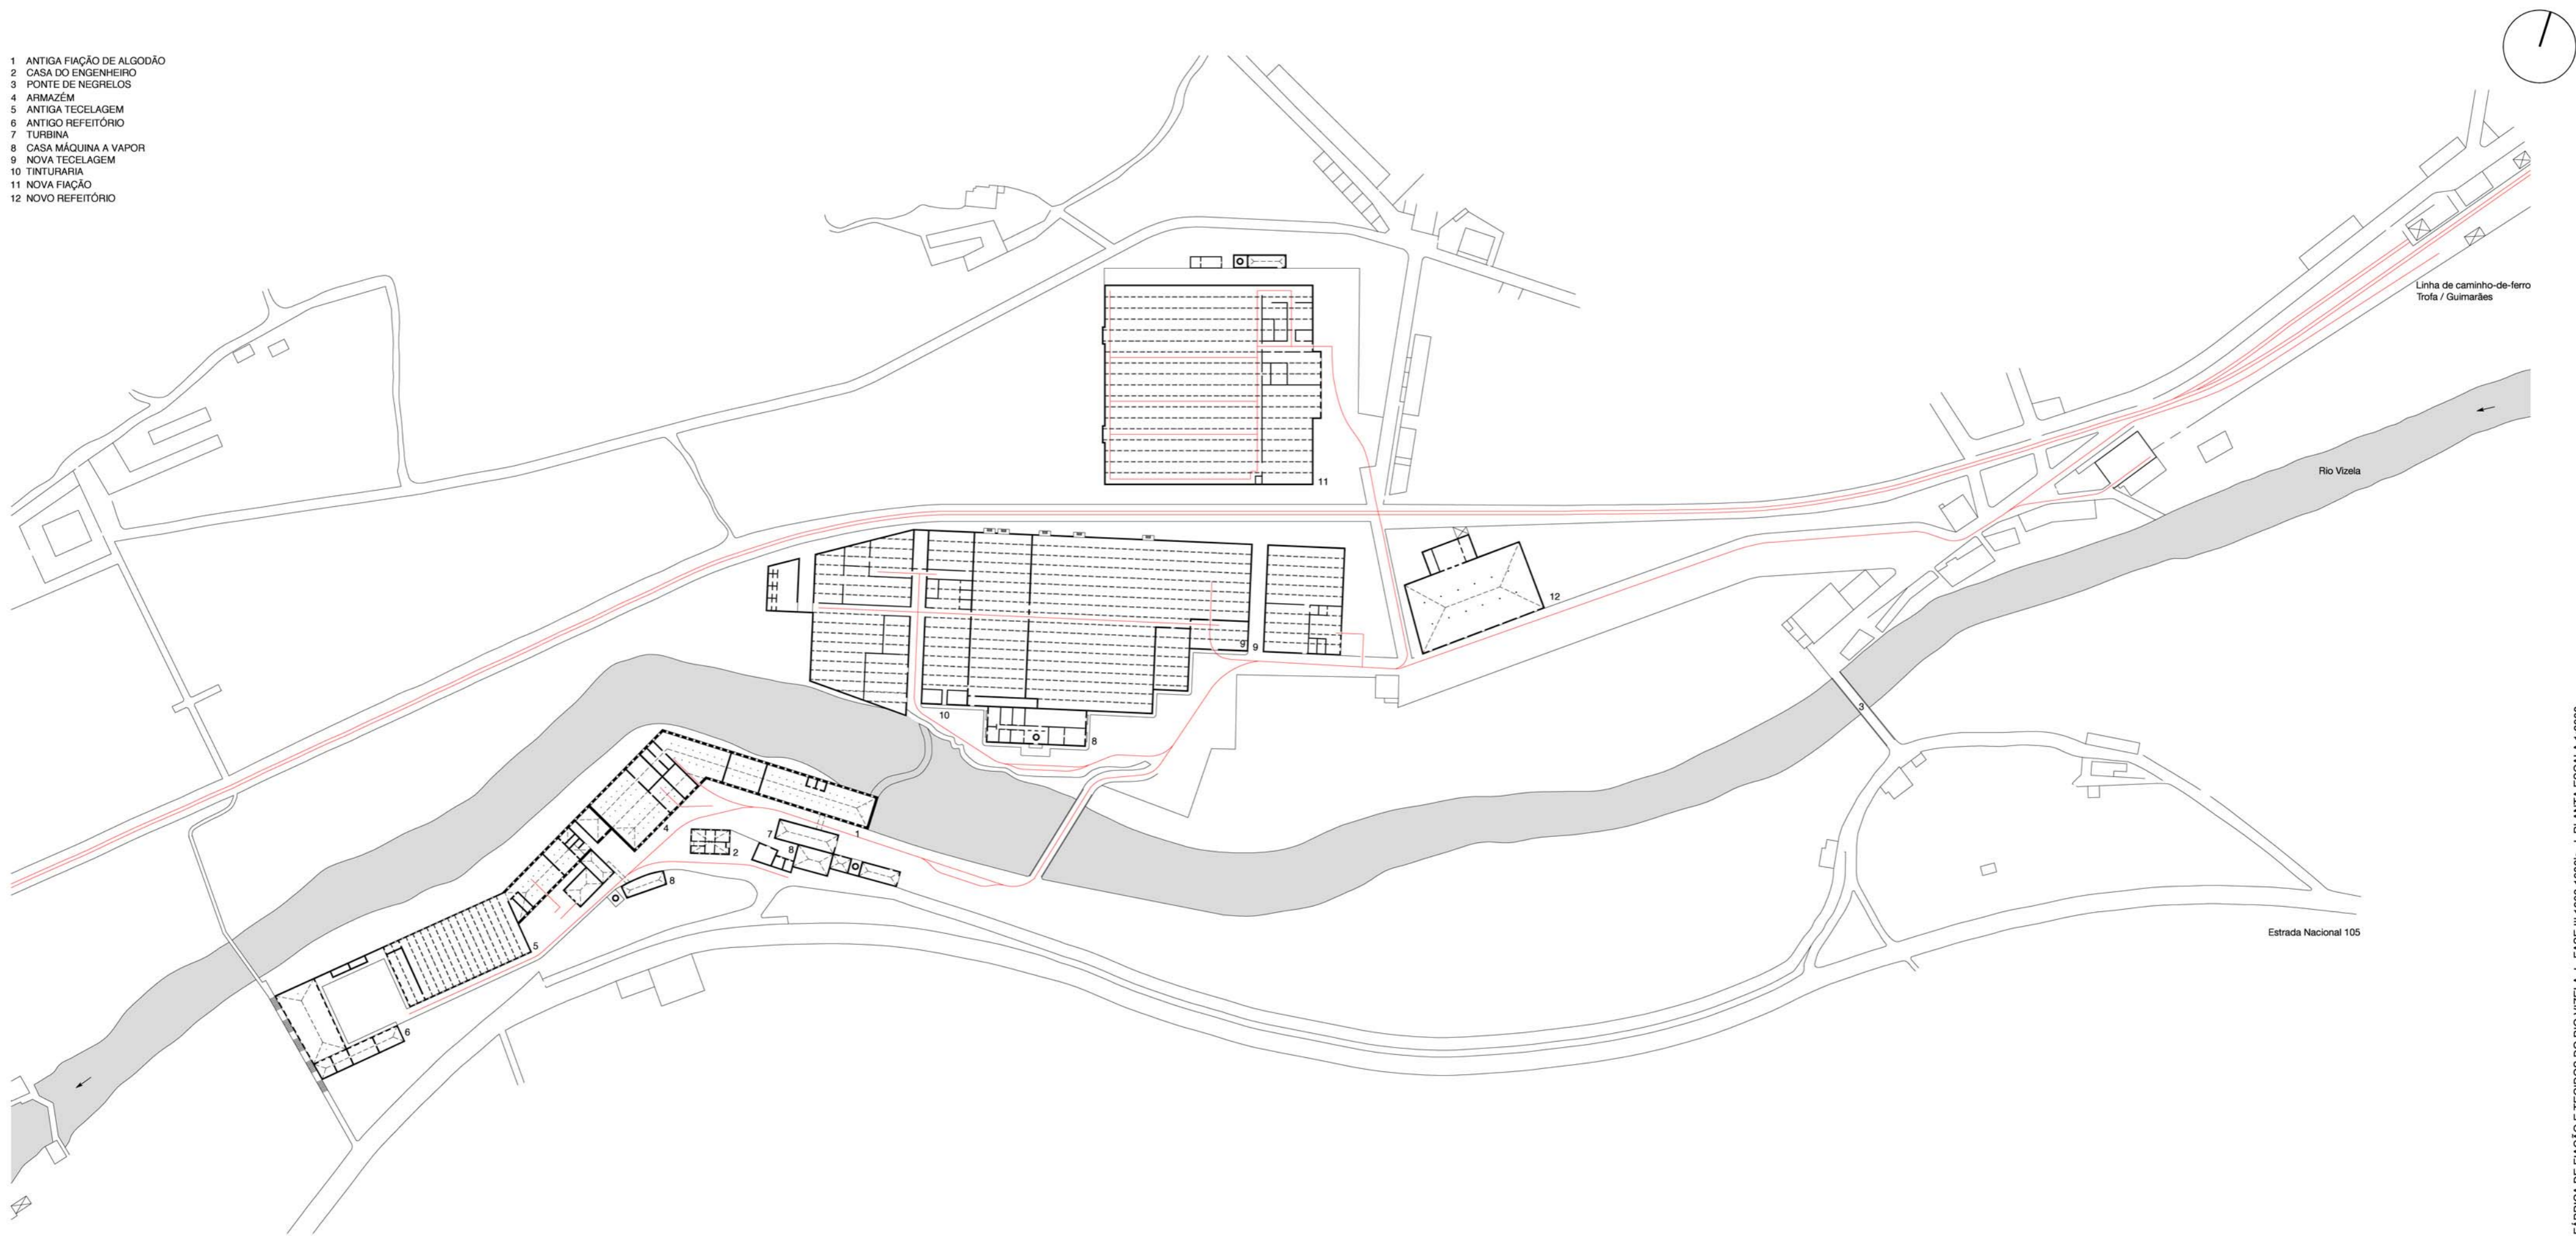 1 ANTIGA FIAÇÃO DE ALGODÃO
2 CASA DO ENGENHEIRO
3 PONTE DE NEGRELOS
4 ARMAZÉM
5 ANTIGA TECELAGEM
6 ANTIGO REFEITÓRIO
7 TURBINA
8 CASA MÁQUINA A VAPOR
9 NOVA TECELAGEM
10 TINTURARIA
11 NOVA FIAÇÃO
12 NOVO REFEITÓRIO
Linha de caminho-de-ferro
Trofa / Guimarães
Rio Vizela
11
12
9
9
10
8
3
1
4
7
2
8
8
5
6
Estrada Nacional 105